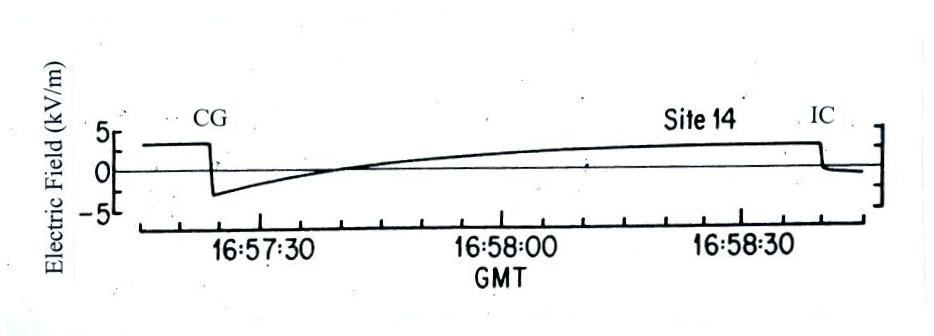 Electric Field (kV/m)
CG
Site 14
IC
5
0
-5
16:57:30
16:58:00
16:58:30
GMT